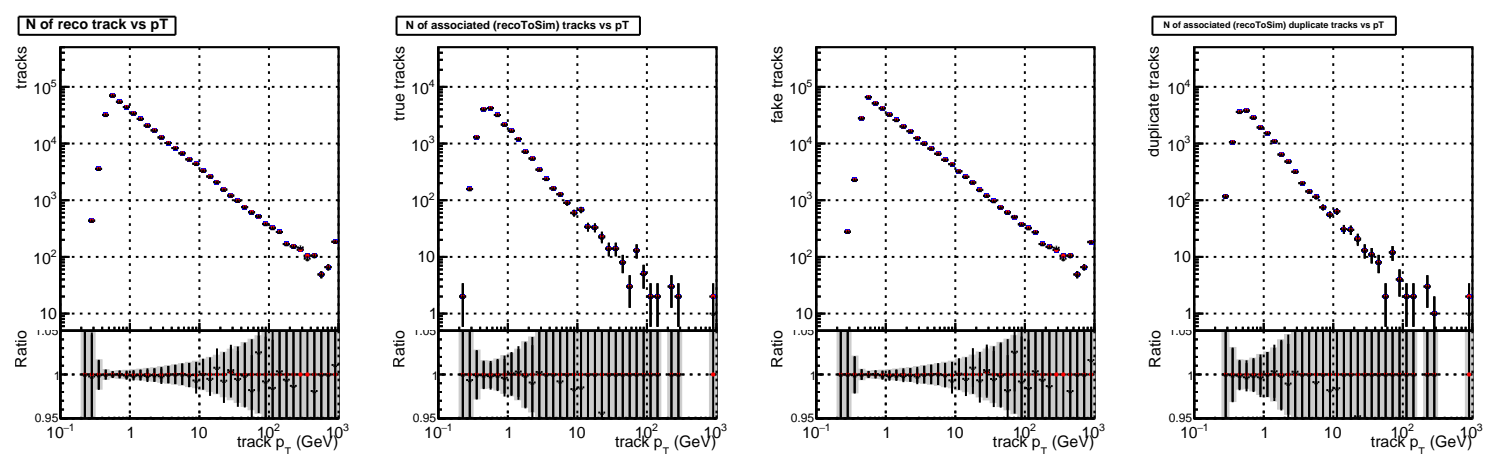 N of reco track vs pT
tracks
10^5
10^4
10^3
10^2
10
Ratio
1.05
1
0.95
10^-1 1 10 10^2 10^3
track p_T (GeV)
N of associated (recoToSim) tracks vs pT
true tracks
10^4
10^3
10^2
10
1
Ratio
1.05
1
0.95
10^-1 1 10 10^2 10^3
track p_T (GeV)
fake tracks
10^5
10^4
10^3
10^2
10
Ratio
1.05
1
0.95
10^-1 1 10 10^2 10^3
track p_T (GeV)
N of associated (recoToSim) duplicate tracks vs pT
duplicate tracks
10^4
10^3
10^2
10
1
Ratio
1.05
1
0.95
10^-1 1 10 10^2 10^3
track p_T (GeV)